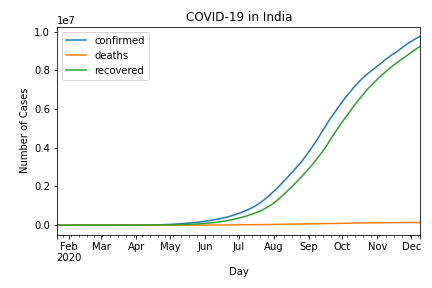 COVID-19 in India
1e7
1.0
0.8
0.6
0.4
0.2
0.0
Number of Cases
confirmed
deaths
recovered
Feb Mar Apr May Jun Jul Aug Sep Oct Nov Dec
2020
Day